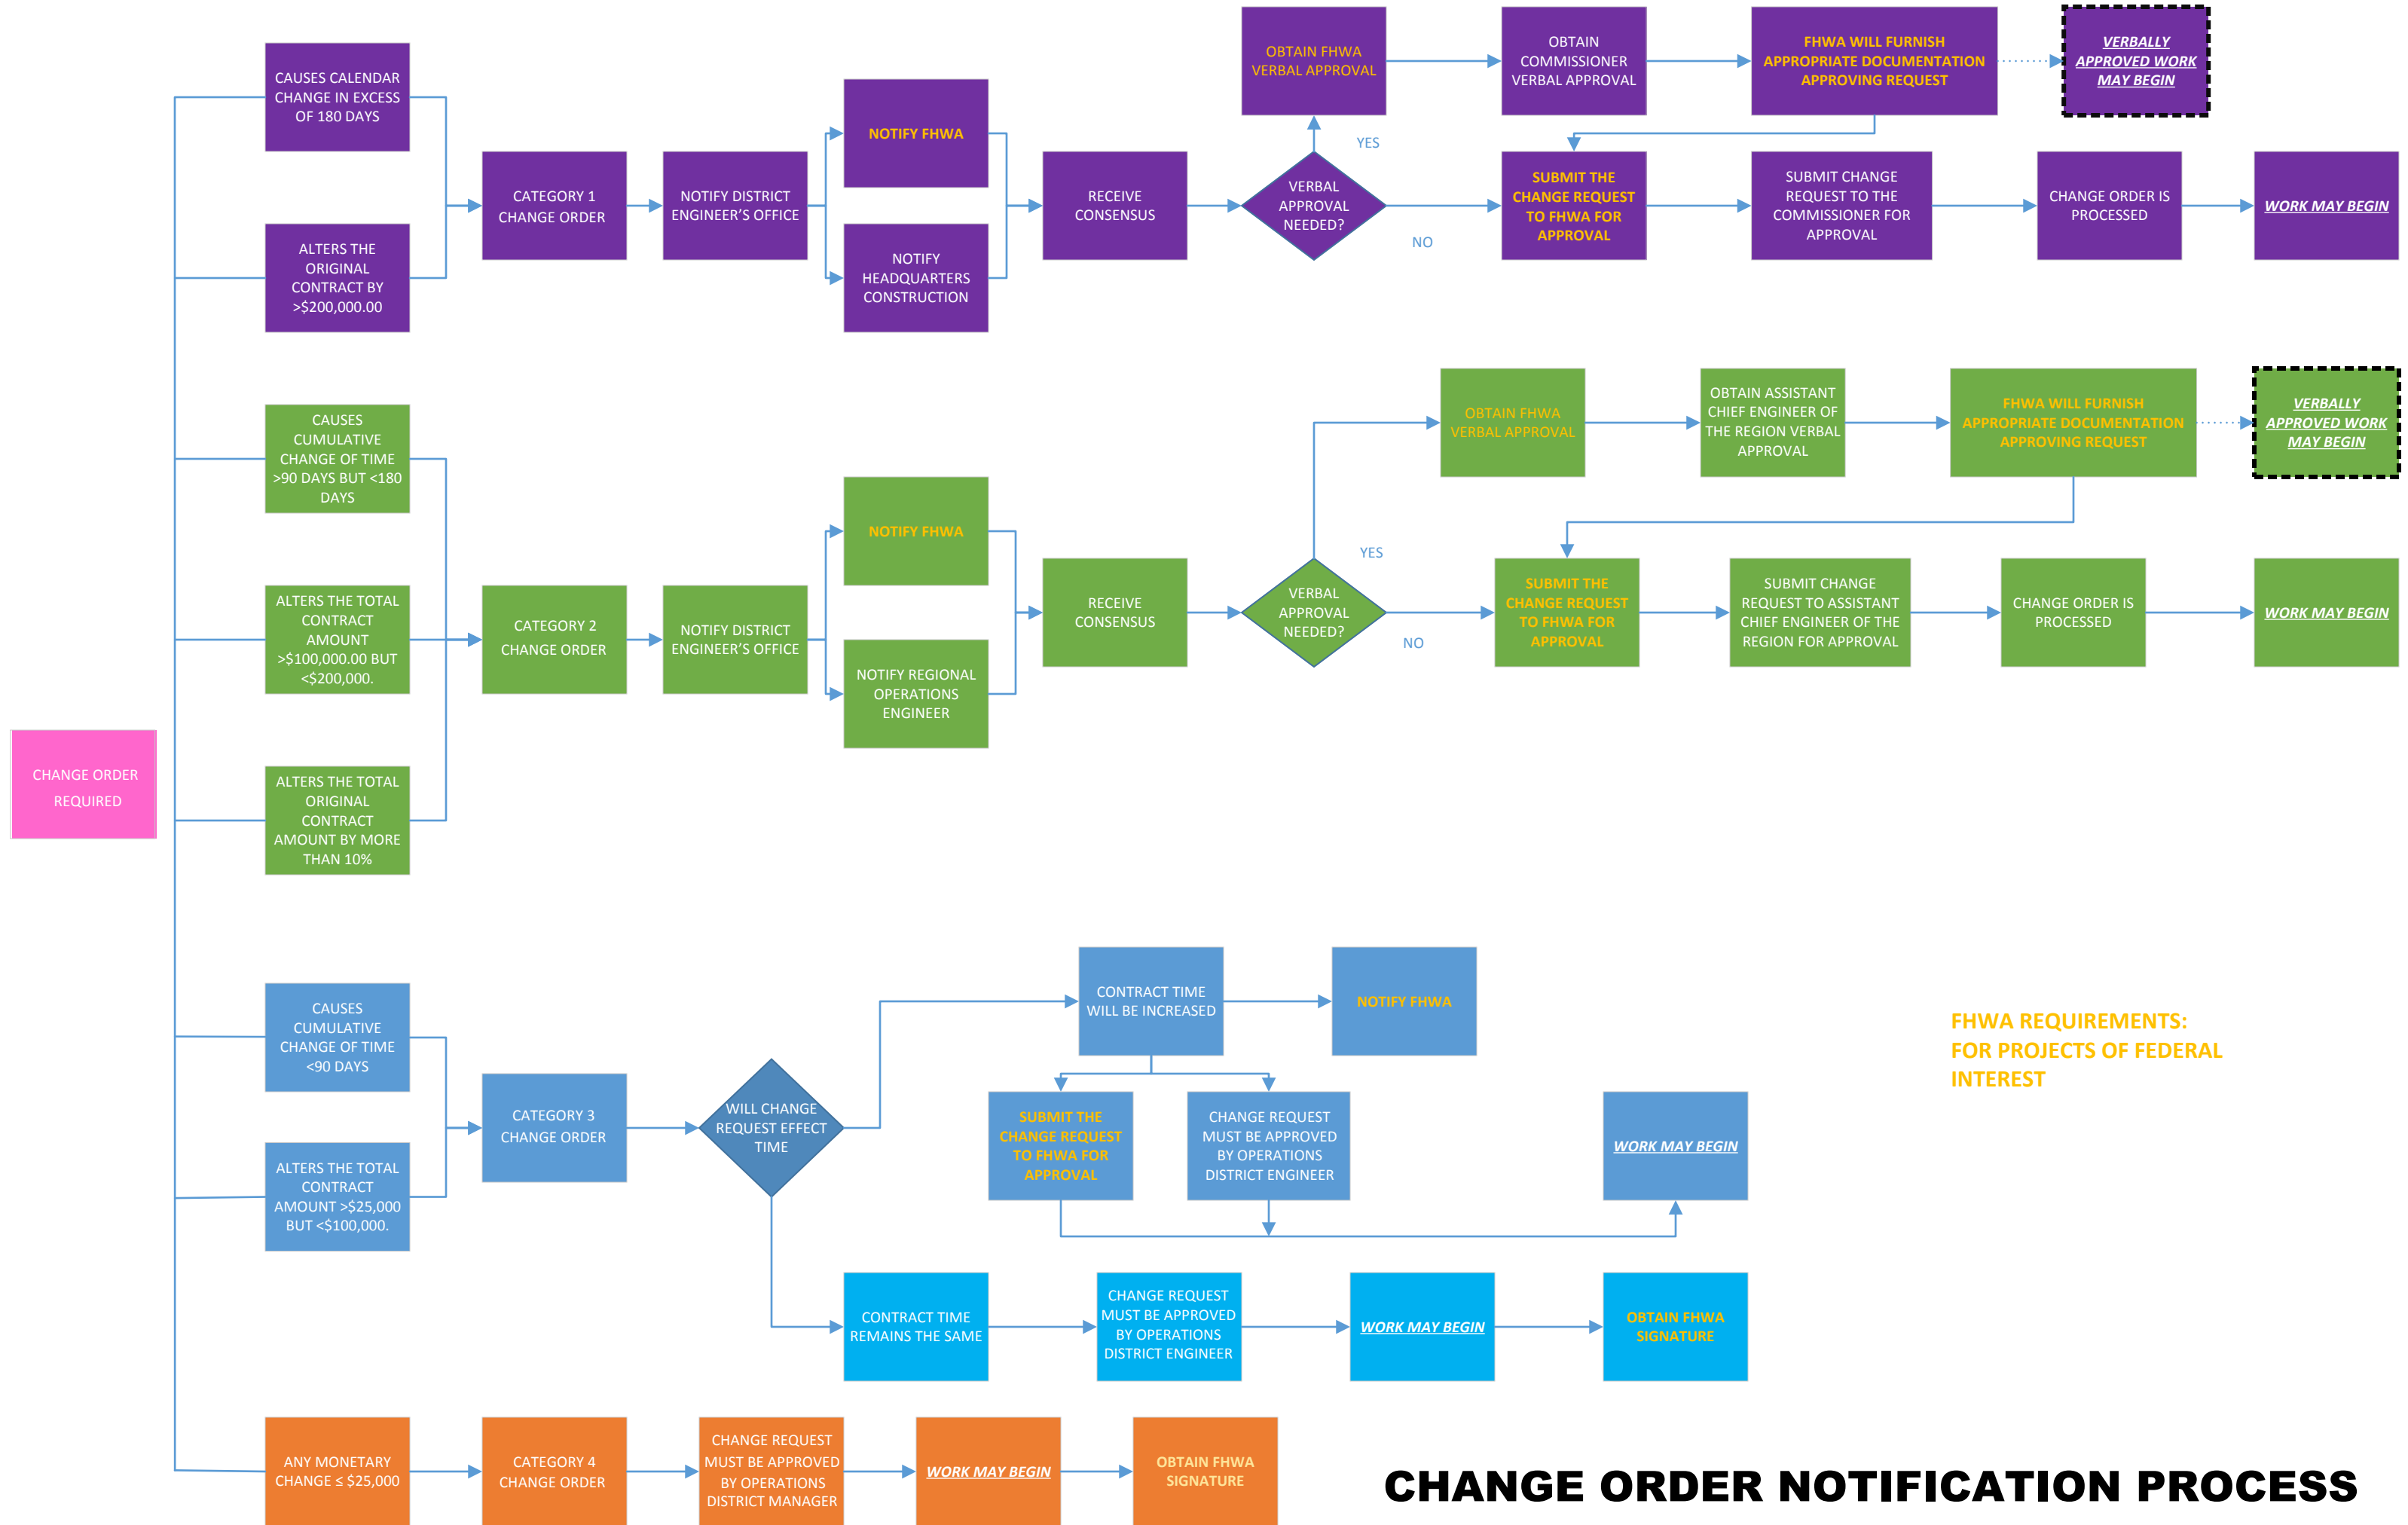 CAUSES CALENDAR
CHANGE IN EXCESS
OF 180 DAYS
ALTERS THE
ORIGINAL
CONTRACT BY
>$200,000.00
CATEGORY 1
CHANGE ORDER
NOTIFY DISTRICT
ENGINEER’S OFFICE
NOTIFY FHWA
NOTIFY
HEADQUARTERS
CONSTRUCTION
RECEIVE
CONSENSUS
VERBAL
APPROVAL
NEEDED?
YES
NO
OBTAIN FHWA
VERBAL APPROVAL
OBTAIN
COMMISSIONER
VERBAL APPROVAL
FHWA WILL FURNISH
APPROPRIATE DOCUMENTATION
APPROVING REQUEST
VERBALLY
APPROVED WORK
MAY BEGIN
SUBMIT THE
CHANGE REQUEST
TO FHWA FOR
APPROVAL
SUBMIT CHANGE
REQUEST TO THE
COMMISSIONER FOR
APPROVAL
CHANGE ORDER IS
PROCESSED
WORK MAY BEGIN
CAUSES
CUMULATIVE
CHANGE OF TIME
>90 DAYS BUT <180
DAYS
ALTERS THE TOTAL
CONTRACT
AMOUNT
>$100,000.00 BUT
<$200,000.
ALTERS THE TOTAL
ORIGINAL
CONTRACT
AMOUNT BY MORE
THAN 10%
CATEGORY 2
CHANGE ORDER
NOTIFY DISTRICT
ENGINEER’S OFFICE
NOTIFY FHWA
NOTIFY REGIONAL
OPERATIONS
ENGINEER
RECEIVE
CONSENSUS
VERBAL
APPROVAL
NEEDED?
YES
NO
OBTAIN FHWA
VERBAL APPROVAL
OBTAIN ASSISTANT
CHIEF ENGINEER OF
THE REGION VERBAL
APPROVAL
FHWA WILL FURNISH
APPROPRIATE DOCUMENTATION
APPROVING REQUEST
VERBALLY
APPROVED WORK
MAY BEGIN
SUBMIT THE
CHANGE REQUEST
TO FHWA FOR
APPROVAL
SUBMIT CHANGE
REQUEST TO ASSISTANT
CHIEF ENGINEER OF THE
REGION FOR APPROVAL
CHANGE ORDER IS
PROCESSED
WORK MAY BEGIN
CHANGE ORDER
REQUIRED
CAUSES
CUMULATIVE
CHANGE OF TIME
<90 DAYS
ALTERS THE TOTAL
CONTRACT
AMOUNT >$25,000
BUT <$100,000.
CATEGORY 3
CHANGE ORDER
WILL CHANGE
REQUEST EFFECT
TIME
CONTRACT TIME
WILL BE INCREASED
NOTIFY FHWA
SUBMIT THE
CHANGE REQUEST
TO FHWA FOR
APPROVAL
CHANGE REQUEST
MUST BE APPROVED
BY OPERATIONS
DISTRICT ENGINEER
WORK MAY BEGIN
FHWA REQUIREMENTS:
FOR PROJECTS OF FEDERAL
INTEREST
CONTRACT TIME
REMAINS THE SAME
CHANGE REQUEST
MUST BE APPROVED
BY OPERATIONS
DISTRICT ENGINEER
WORK MAY BEGIN
OBTAIN FHWA
SIGNATURE
ANY MONETARY
CHANGE ≤ $25,000
CATEGORY 4
CHANGE ORDER
CHANGE REQUEST
MUST BE APPROVED
BY OPERATIONS
DISTRICT MANAGER
WORK MAY BEGIN
OBTAIN FHWA
SIGNATURE
CHANGE ORDER NOTIFICATION PROCESS